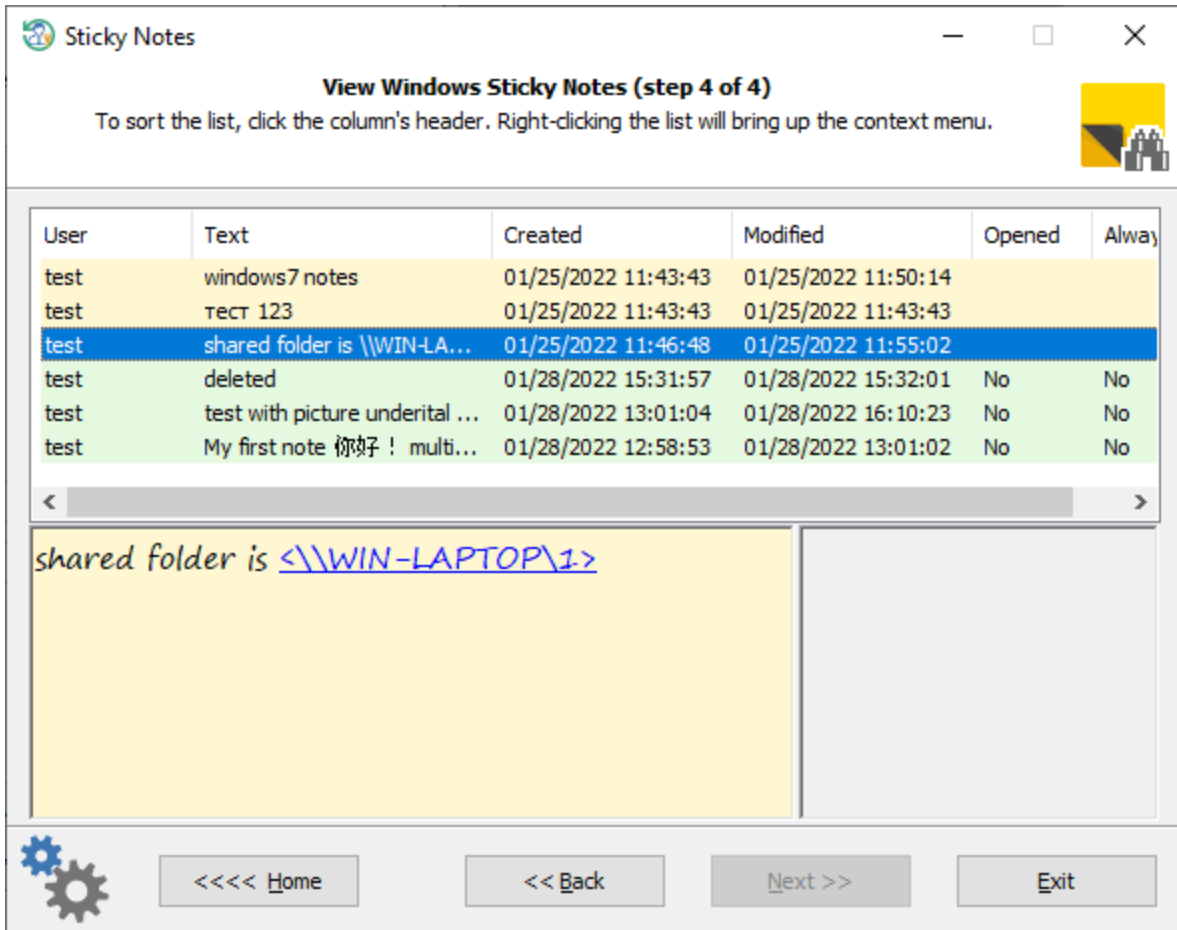 Sticky Notes
View Windows Sticky Notes (step 4 of 4)
To sort the list, click the column's header. Right-clicking the list will bring up the context menu.
User Text Created Modified Opened Alway
test windows7 notes 01/25/2022 11:43:43 01/25/2022 11:50:14
test тест 123 01/25/2022 11:43:43 01/25/2022 11:43:43
test shared folder is \\WIN-LA... 01/25/2022 11:46:48 01/25/2022 11:55:02
test deleted 01/28/2022 15:31:57 01/28/2022 15:32:01 No No
test test with picture underital ... 01/28/2022 13:01:04 01/28/2022 16:10:23 No No
test My first note 你好！ multi... 01/28/2022 12:58:53 01/28/2022 13:01:02 No No
shared folder is <\\WIN-LAPTOP\1>
<<<< Home << Back Next >> Exit